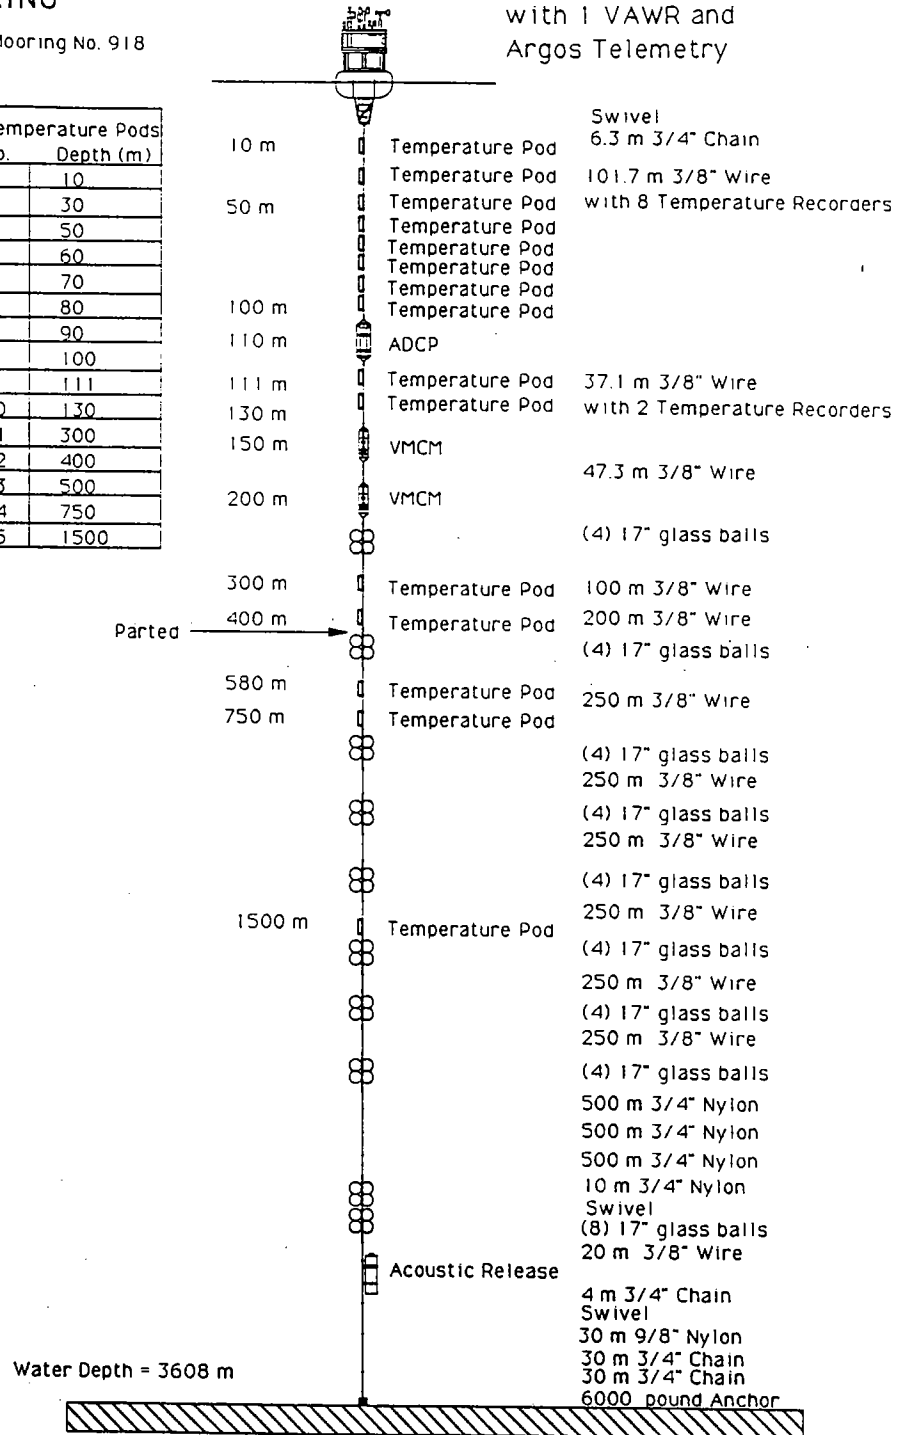 with 1 VAWR and
Mooring No. 918
Argos Telemetry
Temperature Pods
Depth (m)
10
30
50
60
70
80
90
100
111
130
300
400
500
750
1500
Swivel
10 m Temperature Pod 6.3 m 3/4" Chain
Temperature Pod 101.7 m 3/8" Wire
50 m Temperature Pod with 8 Temperature Recorders
Temperature Pod
Temperature Pod
Temperature Pod
Temperature Pod
100 m Temperature Pod
110 m ADCP
111 m Temperature Pod 37.1 m 3/8" Wire
130 m Temperature Pod with 2 Temperature Recorders
150 m VMCM
47.3 m 3/8" Wire
200 m VMCM
(4) 17" glass balls
300 m Temperature Pod 100 m 3/8" Wire
Parted 400 m Temperature Pod 200 m 3/8" Wire
(4) 17" glass balls
580 m Temperature Pod 250 m 3/8" Wire
750 m Temperature Pod
(4) 17" glass balls
250 m 3/8" Wire
(4) 17" glass balls
250 m 3/8" Wire
(4) 17" glass balls
250 m 3/8" Wire
1500 m Temperature Pod
(4) 17" glass balls
250 m 3/8" Wire
(4) 17" glass balls
250 m 3/8" Wire
(4) 17" glass balls
500 m 3/4" Nylon
500 m 3/4" Nylon
500 m 3/4" Nylon
10 m 3/4" Nylon
Swivel
(8) 17" glass balls
20 m 3/8" Wire
Acoustic Release
4 m 3/4" Chain
Swivel
30 m 9/8" Nylon
30 m 3/4" Chain
30 m 3/4" Chain
Water Depth = 3608 m
6000 pound Anchor